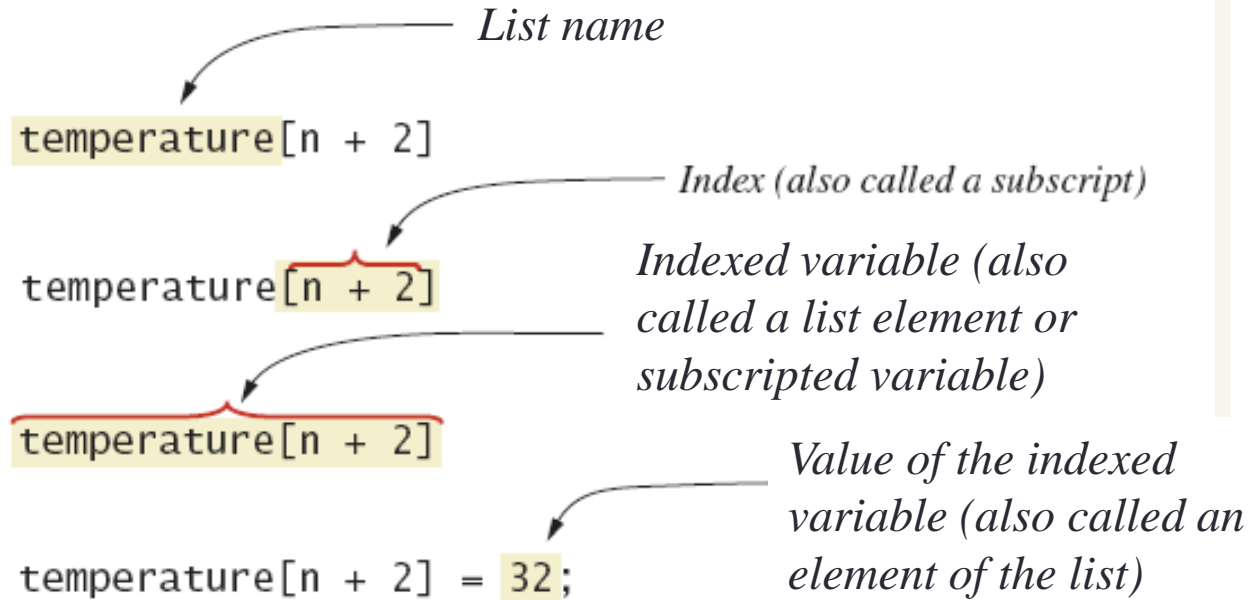 List name
temperature[n + 2]
Index (also called a subscript)
temperature[n + 2]
Indexed variable (also
called a list element or
subscripted variable)
temperature[n + 2]
Value of the indexed
variable (also called an
element of the list)
temperature[n + 2] = 32;